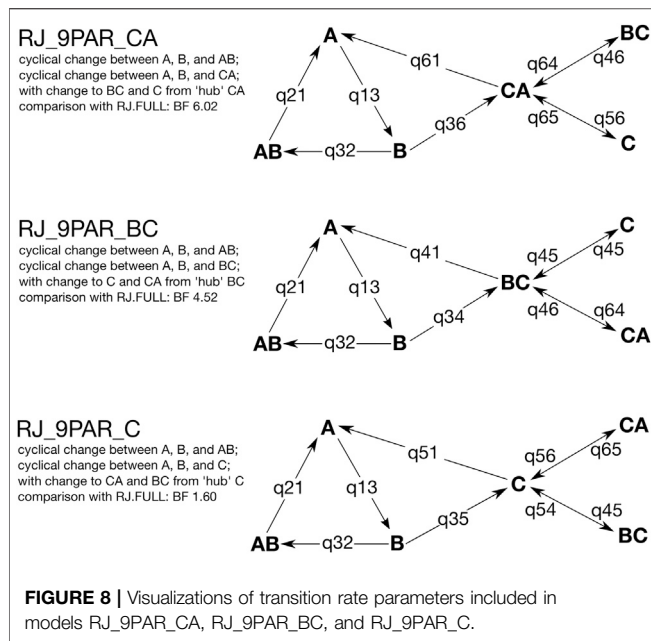 RJ_9PAR_CA
cyclical change between A, B, and AB;
cyclical change between A, B, and CA;
with change to BC and C from 'hub' CA
comparison with RJ.FULL: BF 6.02
A
BC
q61
q64
q46
q21
q13
CA
q36
q65
q56
AB
q32
B
C
RJ_9PAR_BC
cyclical change between A, B, and AB;
cyclical change between A, B, and BC;
with change to C and CA from 'hub' BC
comparison with RJ.FULL: BF 4.52
A
C
q41
q45
q45
q21
q13
BC
q34
q46
q64
AB
q32
B
CA
RJ_9PAR_C
cyclical change between A, B, and AB;
cyclical change between A, B, and C;
with change to CA and BC from 'hub' C
comparison with RJ.FULL: BF 1.60
A
CA
q51
q56
q65
q21
q13
C
q35
q54
q45
AB
q32
B
BC
FIGURE 8 | Visualizations of transition rate parameters included in
models RJ_9PAR_CA, RJ_9PAR_BC, and RJ_9PAR_C.